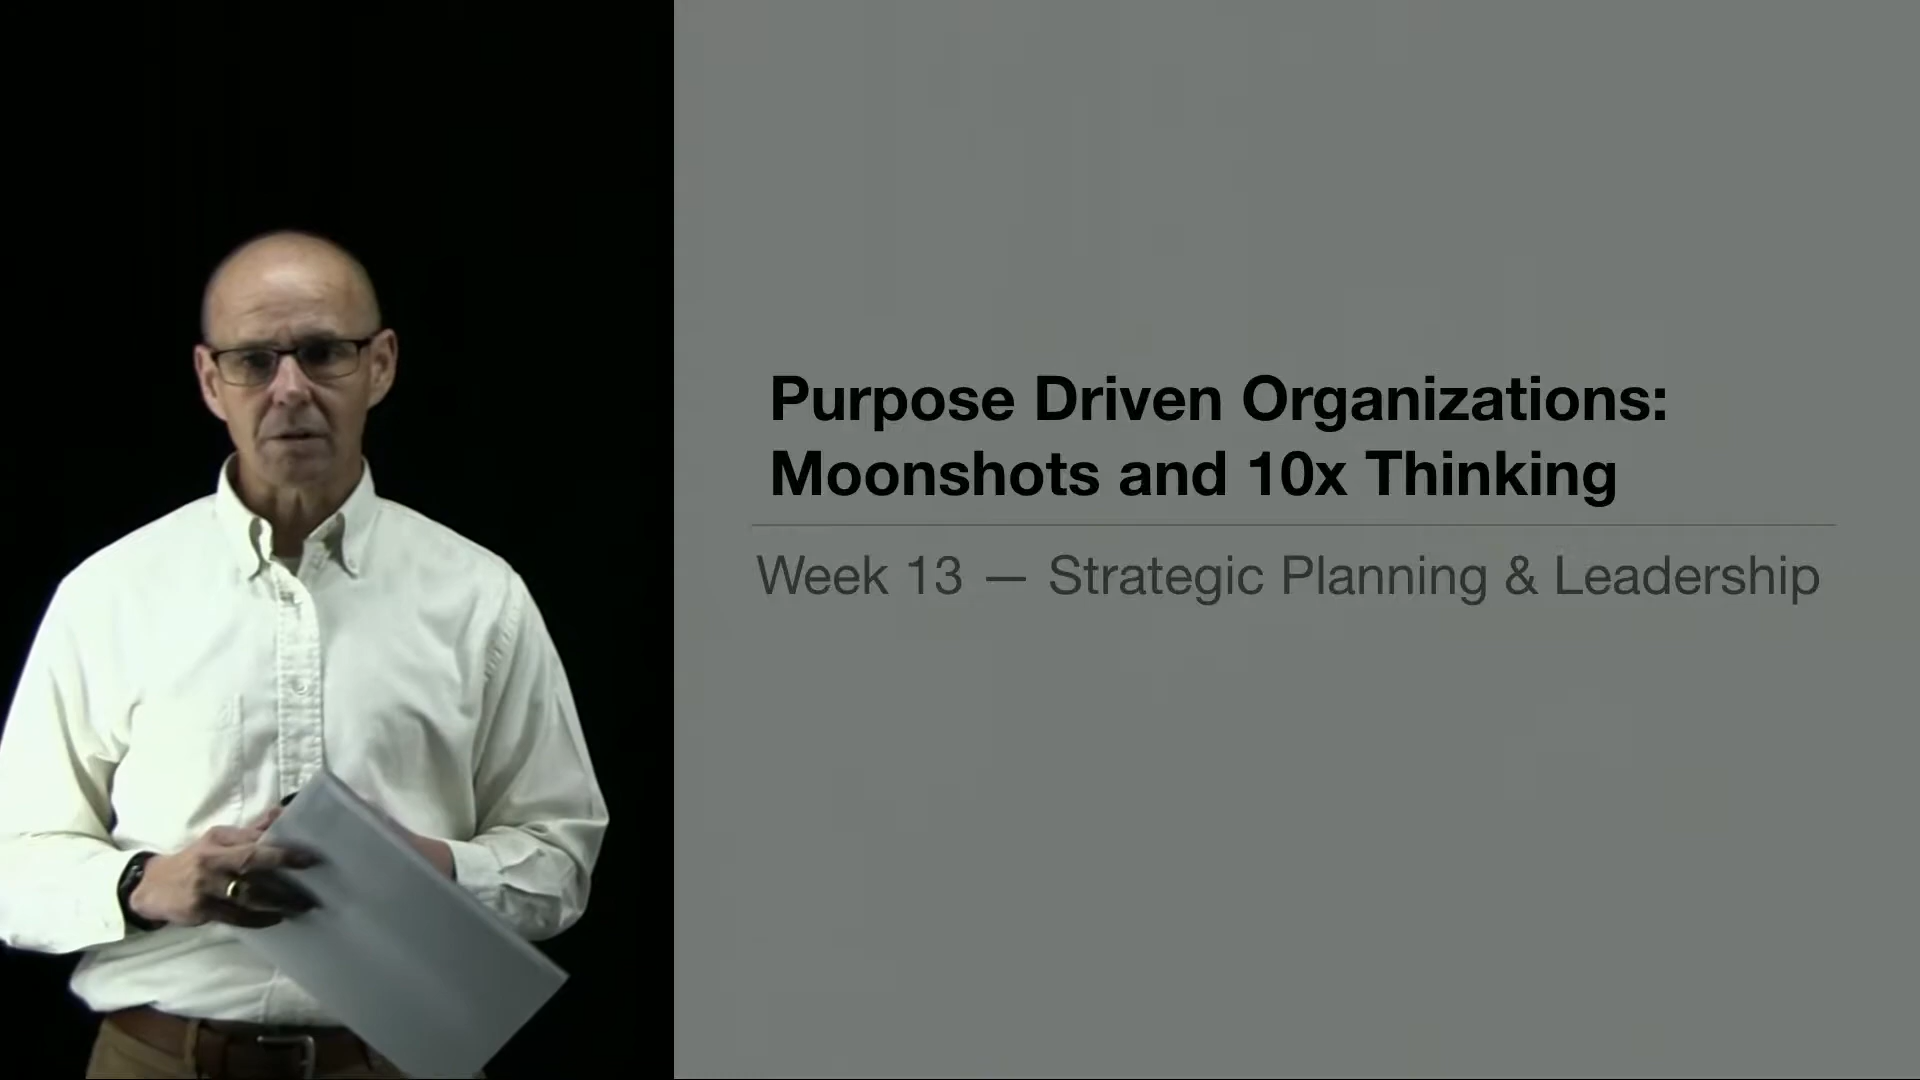 Purpose Driven Organizations:
Moonshots and 10x Thinking
Week 13 — Strategic Planning & Leadership